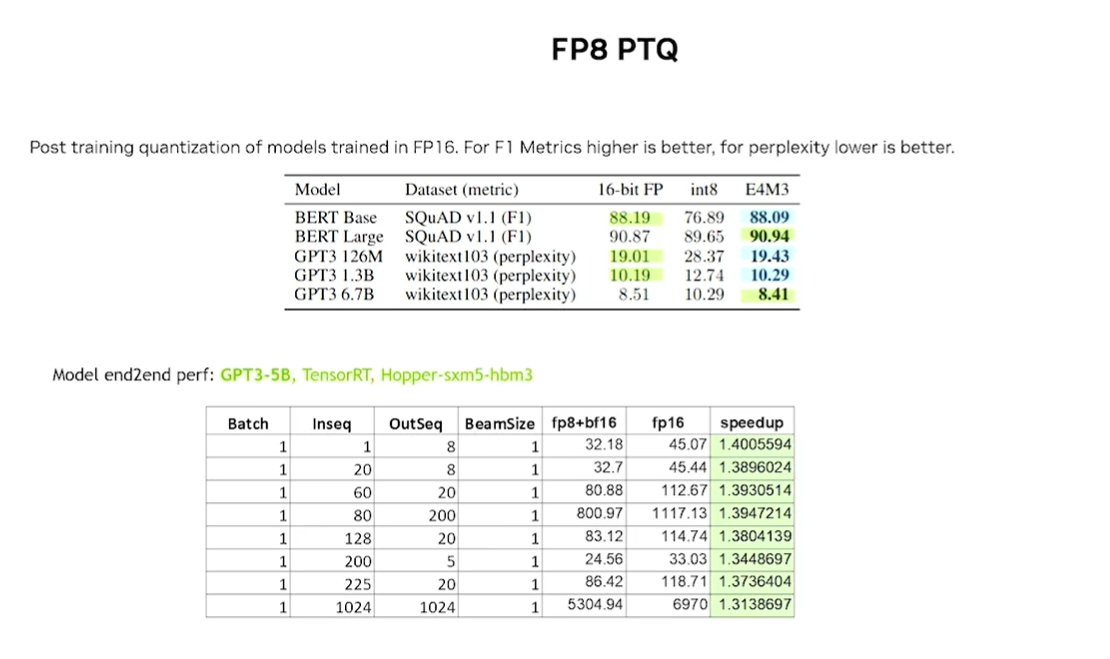 FP8 PTQ
Post training quantization of models trained in FP16. For F1 Metrics higher is better, for perplexity lower is better.
Model Dataset (metric) 16-bit FP int8 E4M3
BERT Base SQuAD v1.1 (F1) 88.19 76.89 88.09
BERT Large SQuAD v1.1 (F1) 90.87 89.65 90.94
GPT3 126M wikitext103 (perplexity) 19.01 28.37 19.43
GPT3 1.3B wikitext103 (perplexity) 10.19 12.74 10.29
GPT3 6.7B wikitext103 (perplexity) 8.51 10.29 8.41
Model end2end perf: GPT3-5B, TensorRT, Hopper-sxm5-hbm3
Batch Inseq OutSeq BeamSize fp8+bf16 fp16 speedup
1 1 8 1 32.18 45.07 1.4005594
1 20 8 1 32.7 45.44 1.3896024
1 60 20 1 80.88 112.67 1.3930514
1 80 200 1 800.97 1117.13 1.3947214
1 128 20 1 83.12 114.74 1.3804139
1 200 5 1 24.56 33.03 1.3448697
1 225 20 1 86.42 118.71 1.3736404
1 1024 1024 1 5304.94 6970 1.3138697